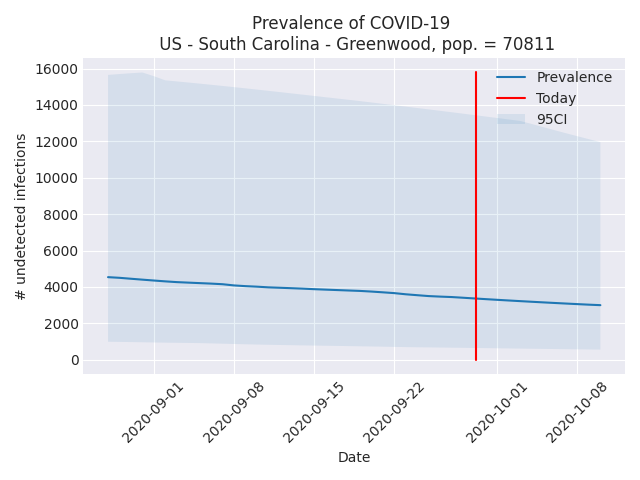 Prevalence of COVID-19
US - South Carolina - Greenwood, pop. = 70811
Prevalence
Today
95CI
16000
14000
12000
10000
8000
6000
4000
2000
0
# undetected infections
2020-09-01
2020-09-08
2020-09-15
2020-09-22
2020-10-01
2020-10-08
Date